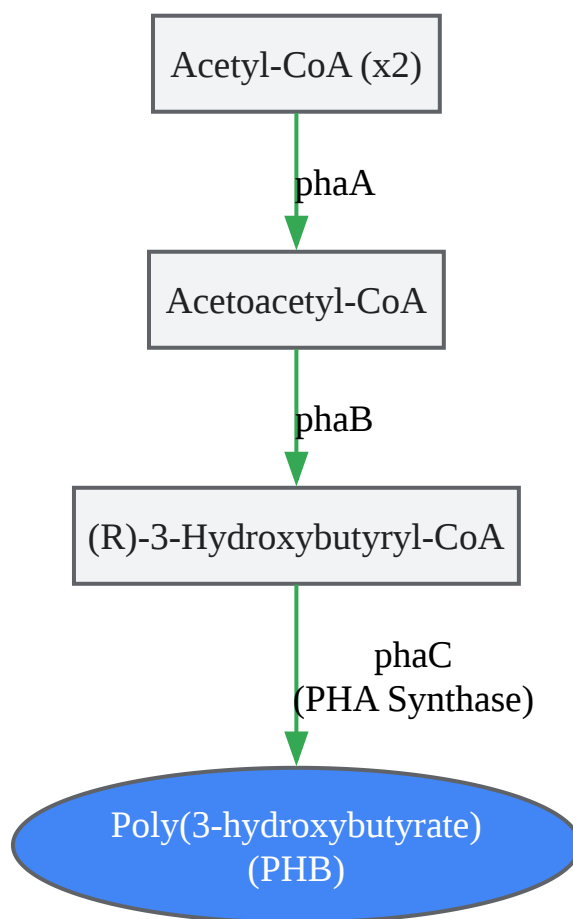 Acetyl-CoA (x2)
phaA
Acetoacetyl-CoA
phaB
(R)-3-Hydroxybutyryl-CoA
phaC
(PHA Synthase)
Poly(3-hydroxybutyrate)
(PHB)